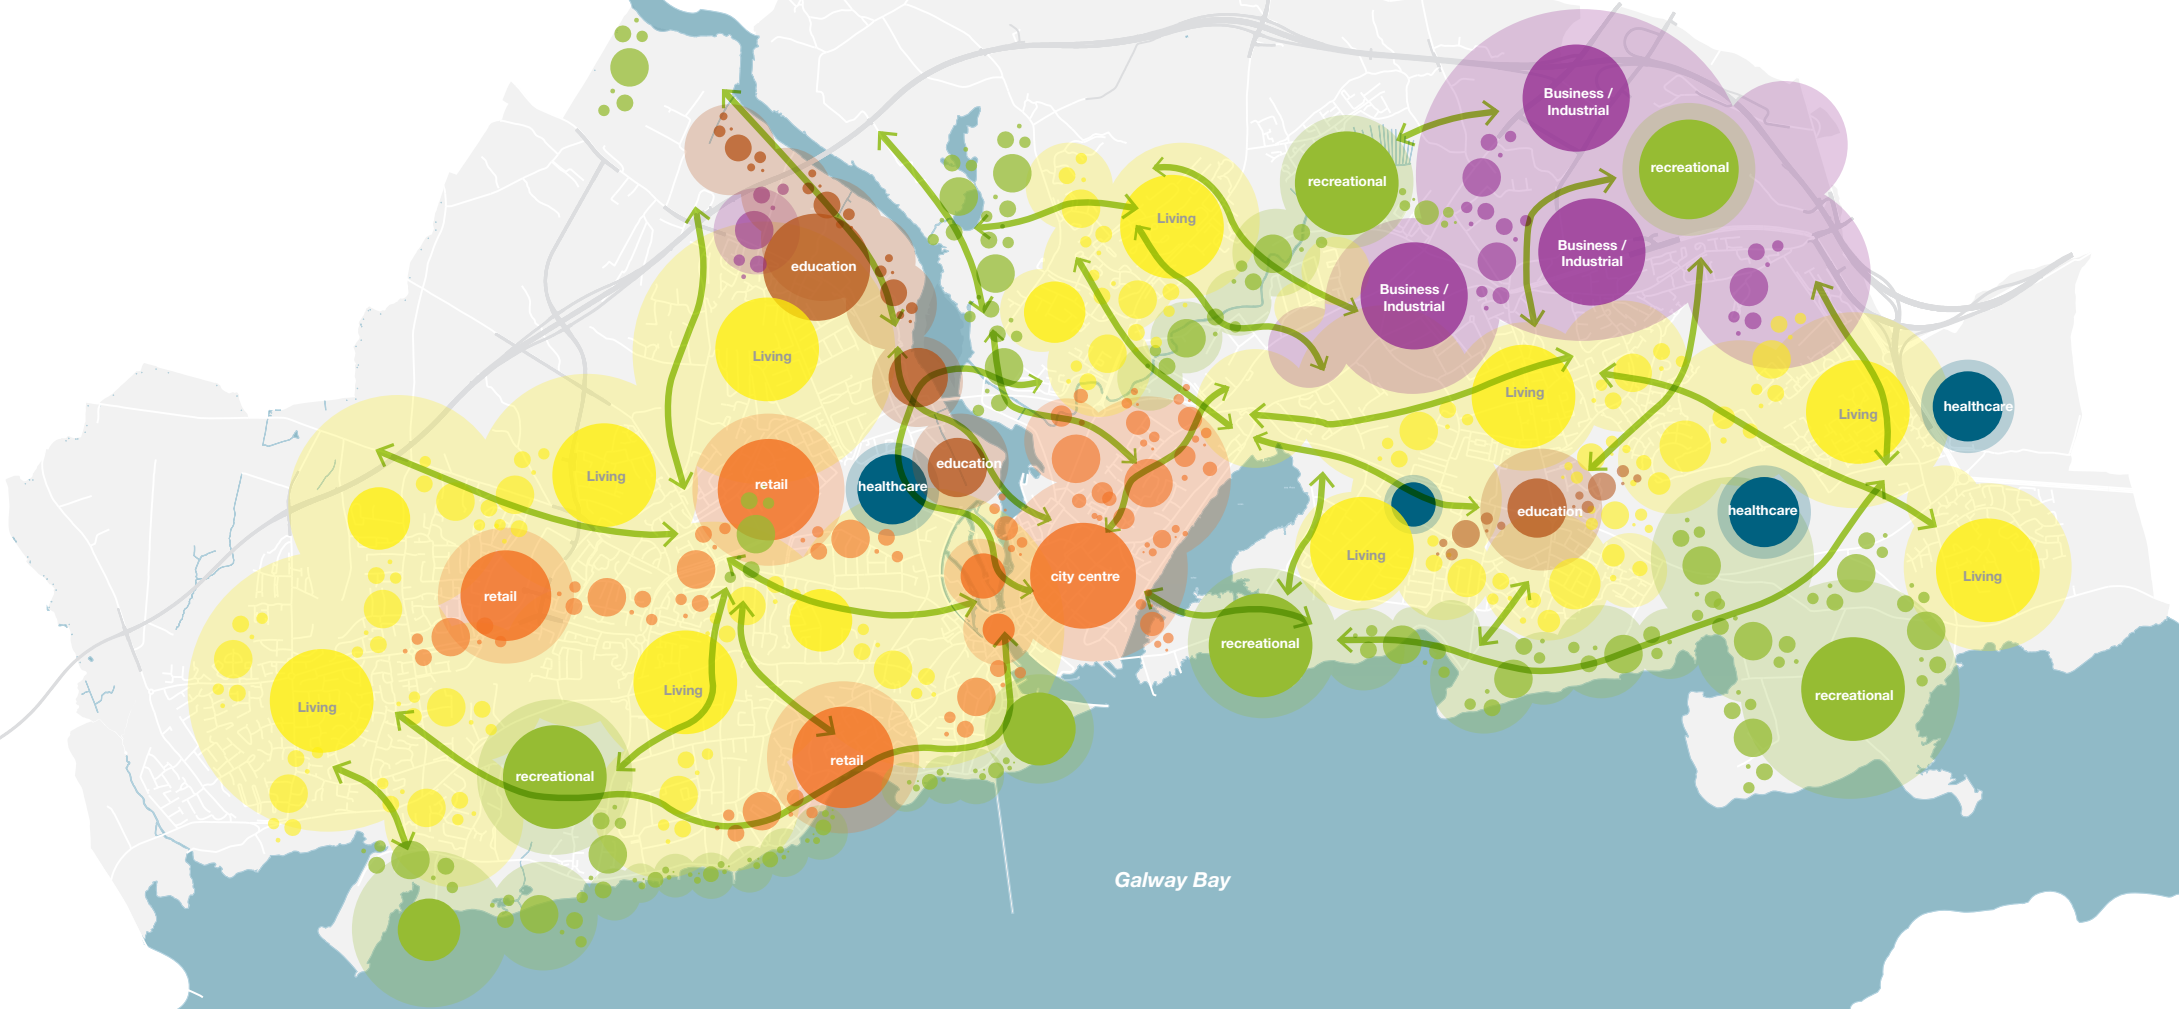 Business /
Industrial
recreational
recreational
Living
Business /
Industrial
education
Business /
Industrial
Living
Living
Living
healthcare
education
Living
retail
healthcare
education
healthcare
Living
city centre
Living
retail
recreational
Living
recreational
Living
retail
recreational
Galway Bay